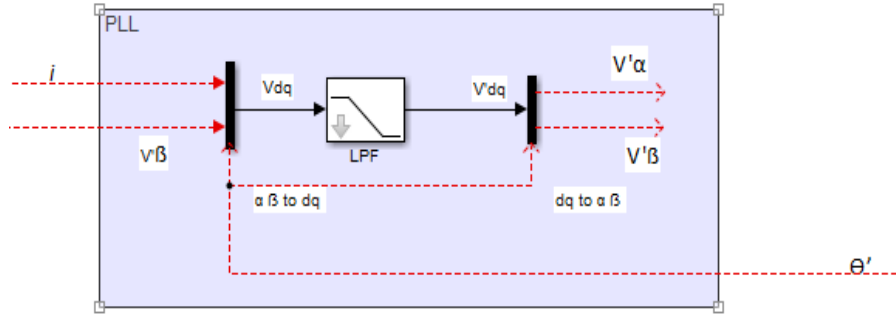 PLL
i
Vdq
V'dq
V'α
V'ß
V'ß
LPF
α ß to dq
dq to α ß
Ɵ′